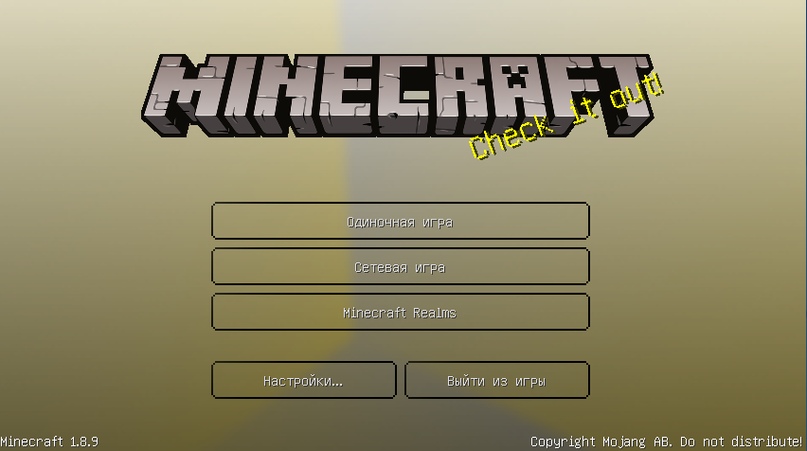 MINECRAFT
Check it out!
Одиночная игра
Сетевая игра
Minecraft Realms
Настройки...
Выйти из игры
Minecraft 1.8.9
Copyright Mojang AB. Do not distribute!